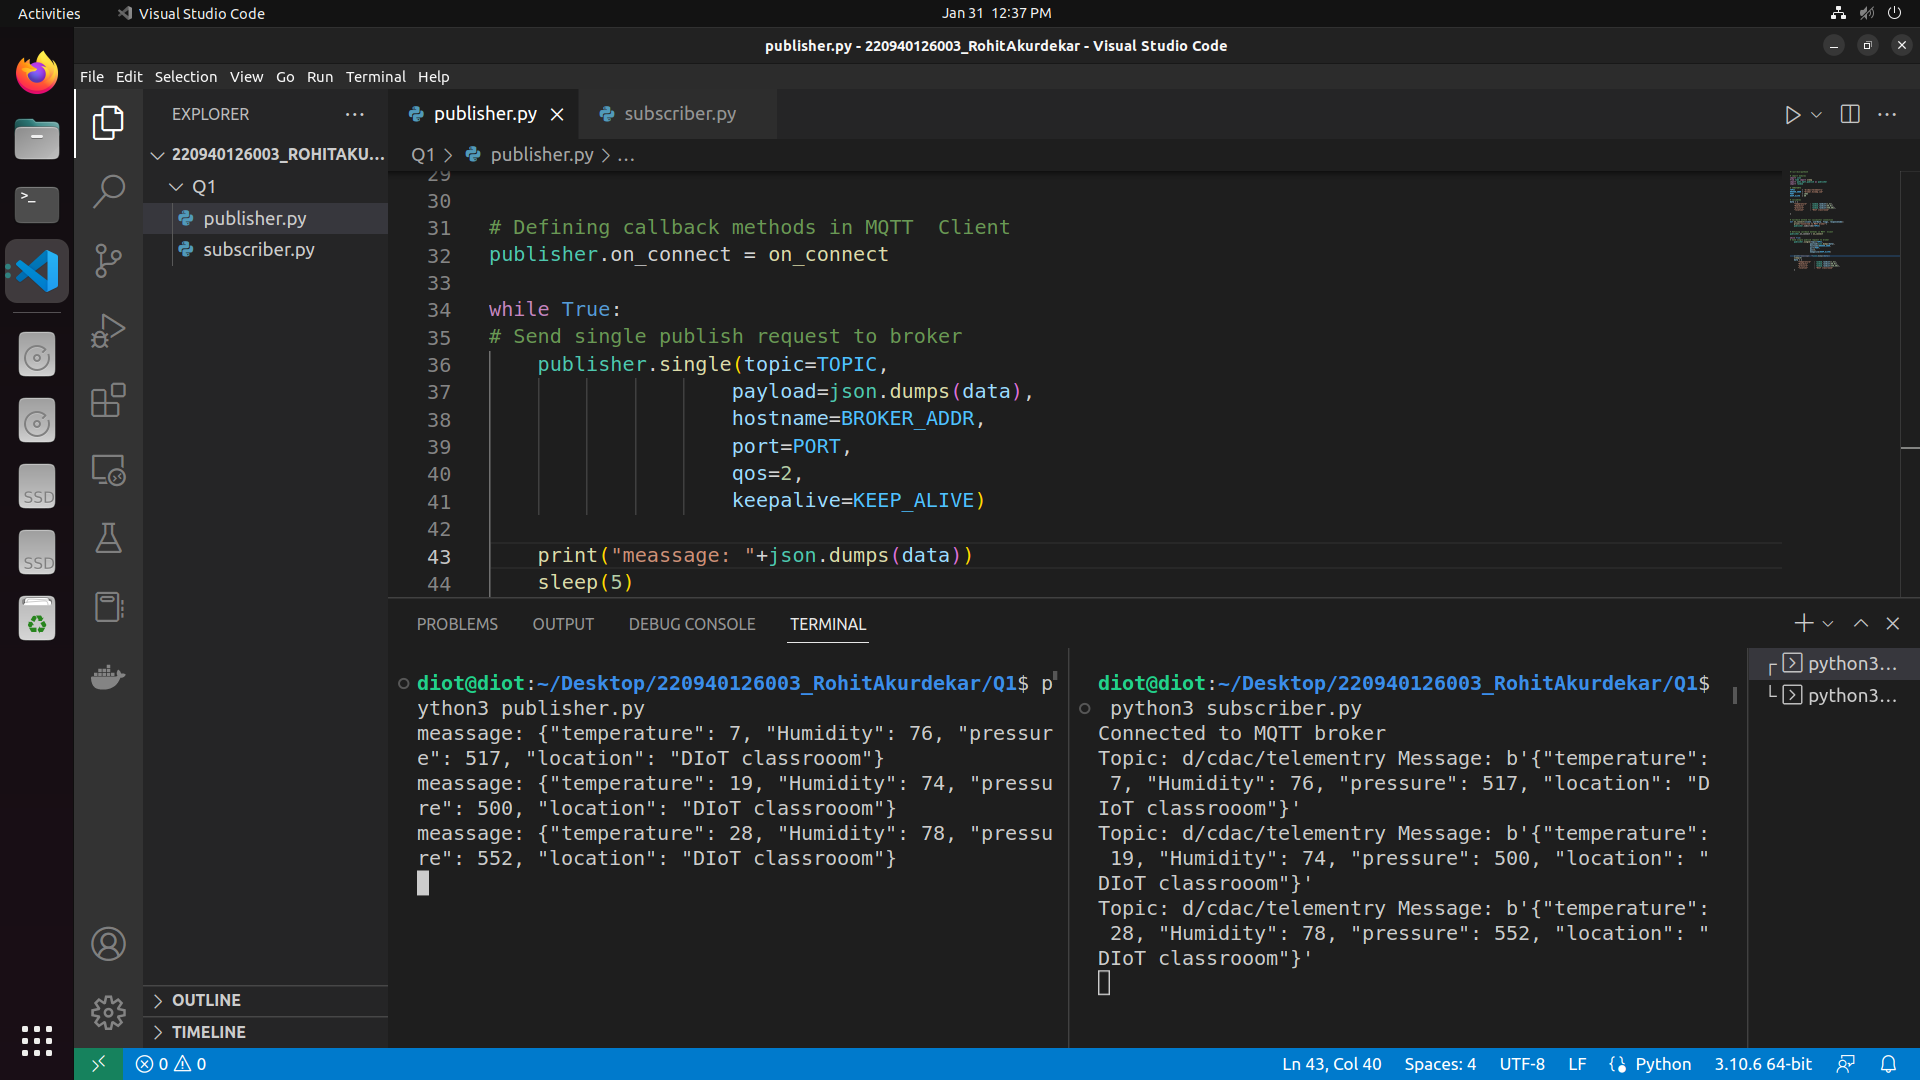 Activities Visual Studio Code Jan 31 12:37 PM
publisher.py - 220940126003_RohitAkurdekar - Visual Studio Code
File Edit Selection View Go Run Terminal Help
EXPLORER
220940126003_ROHITAKU...
Q1
publisher.py
subscriber.py
OUTLINE
TIMELINE
SSD
SSD
publisher.py subscriber.py
Q1 > publisher.py > ...
29
30
31 # Defining callback methods in MQTT  Client
32 publisher.on_connect = on_connect
33
34 while True:
35 # Send single publish request to broker
36     publisher.single(topic=TOPIC,
37                     payload=json.dumps(data),
38                     hostname=BROKER_ADDR,
39                     port=PORT,
40                     qos=2,
41                     keepalive=KEEP_ALIVE)
42
43     print("meassage: "+json.dumps(data))
44     sleep(5)
PROBLEMS OUTPUT DEBUG CONSOLE TERMINAL
diot@diot:~/Desktop/220940126003_RohitAkurdekar/Q1$ p
ython3 publisher.py
meassage: {"temperature": 7, "Humidity": 76, "pressur
e": 517, "location": "DIoT classrooom"}
meassage: {"temperature": 19, "Humidity": 74, "pressu
re": 500, "location": "DIoT classrooom"}
meassage: {"temperature": 28, "Humidity": 78, "pressu
re": 552, "location": "DIoT classrooom"}
diot@diot:~/Desktop/220940126003_RohitAkurdekar/Q1$
python3 subscriber.py
Connected to MQTT broker
Topic: d/cdac/telementry Message: b'{"temperature":
7, "Humidity": 76, "pressure": 517, "location": "D
IoT classrooom"}'
Topic: d/cdac/telementry Message: b'{"temperature":
19, "Humidity": 74, "pressure": 500, "location": "
DIoT classrooom"}'
Topic: d/cdac/telementry Message: b'{"temperature":
28, "Humidity": 78, "pressure": 552, "location": "
DIoT classrooom"}'
python3...
python3...
0 0 Ln 43, Col 40 Spaces: 4 UTF-8 LF Python 3.10.6 64-bit